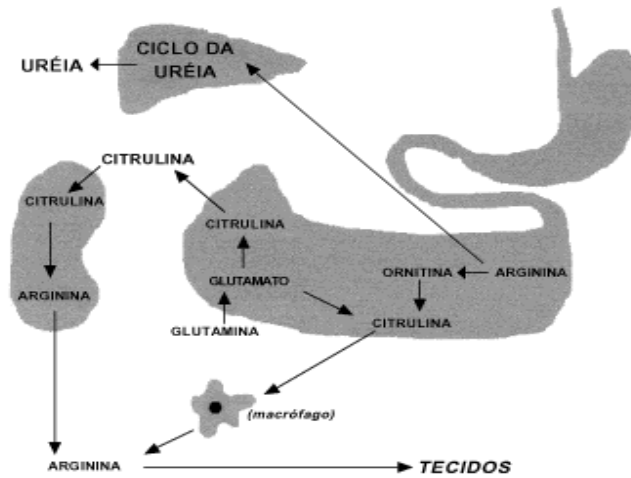 CICLO DA
URÉIA
URÉIA
CITRULINA
CITRULINA
CITRULINA
GLUTAMATO
ORNITINA
ARGININA
ARGININA
GLUTAMINA
CITRULINA
(macrófago)
ARGININA
TECIDOS